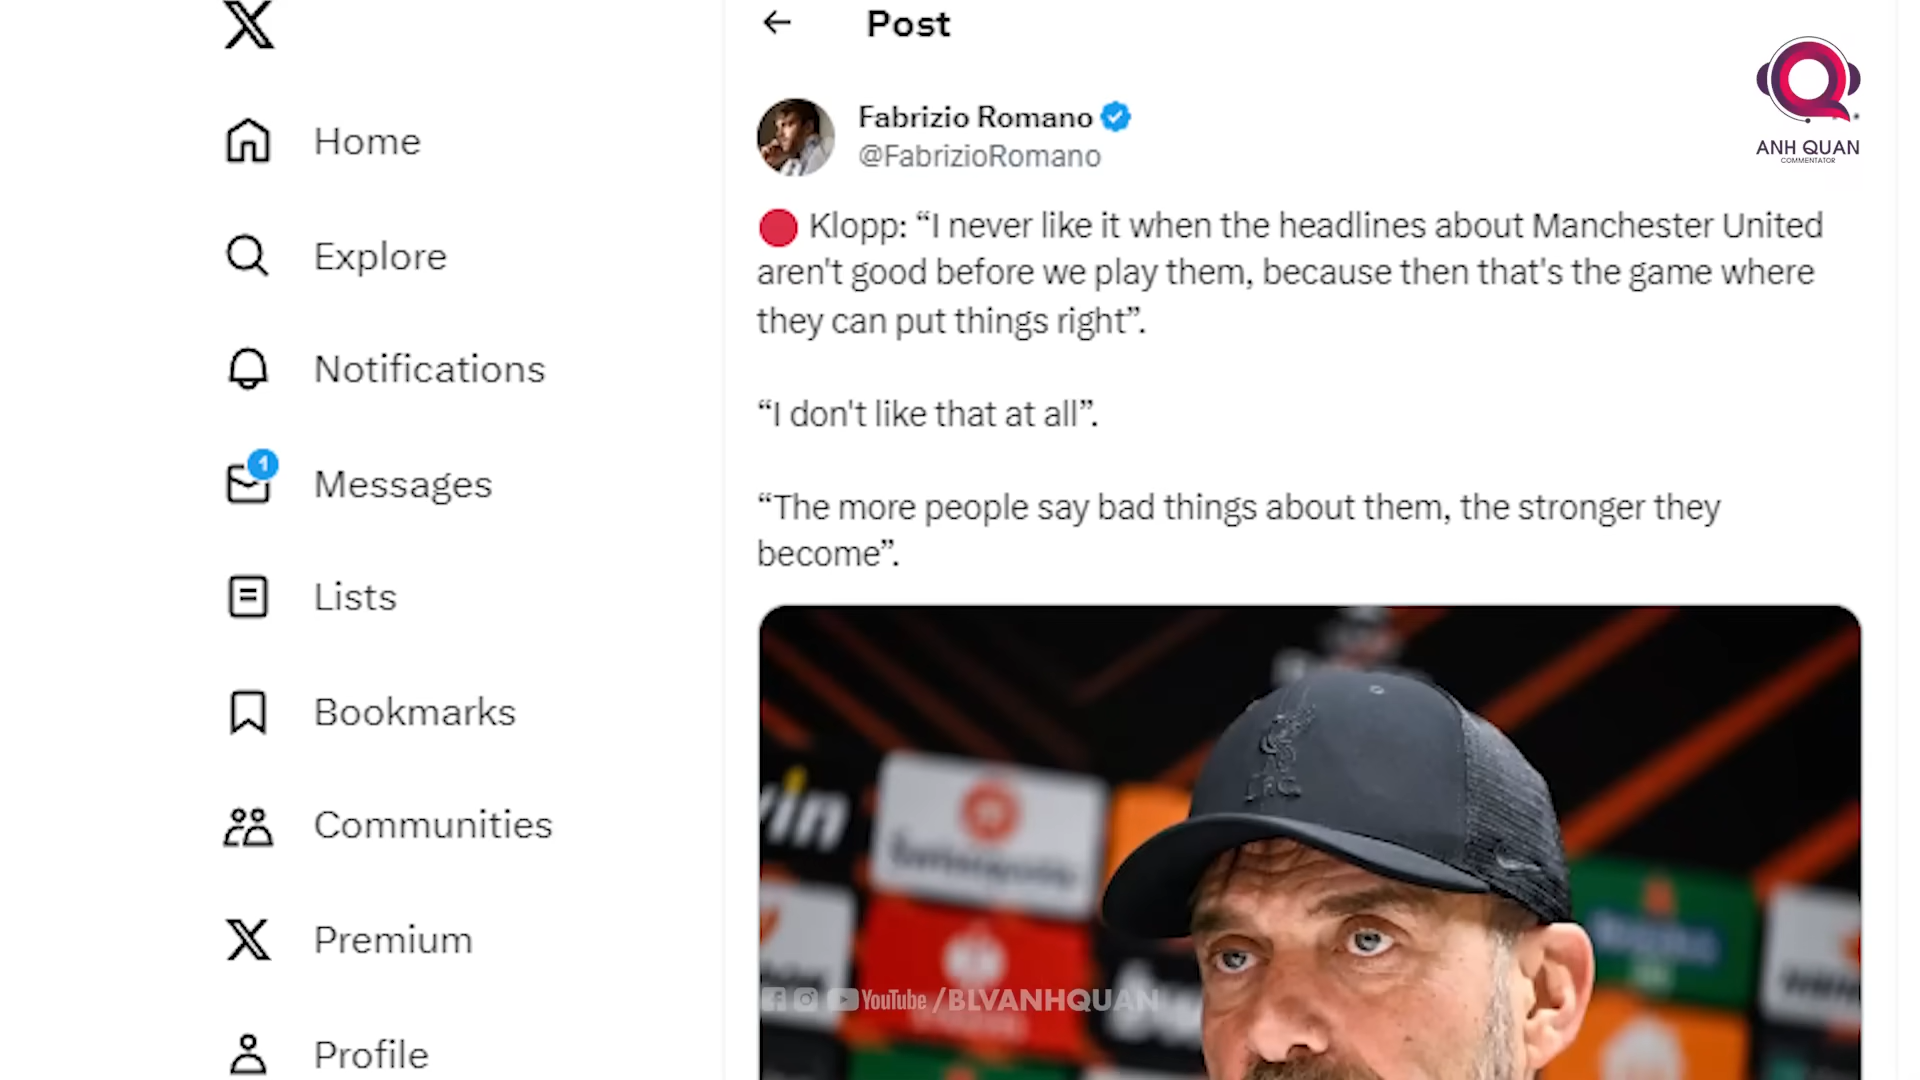 Post
Home
Explore
Notifications
1
Messages
Lists
Bookmarks
Communities
Premium
Profile
Fabrizio Romano
@FabrizioRomano
Klopp: “I never like it when the headlines about Manchester United
aren't good before we play them, because then that's the game where
they can put things right”.
“I don't like that at all”.
“The more people say bad things about them, the stronger they
become”.
ANH QUAN
COMMENTATOR
L.F.C.
YouTube /BLVANHQUAN